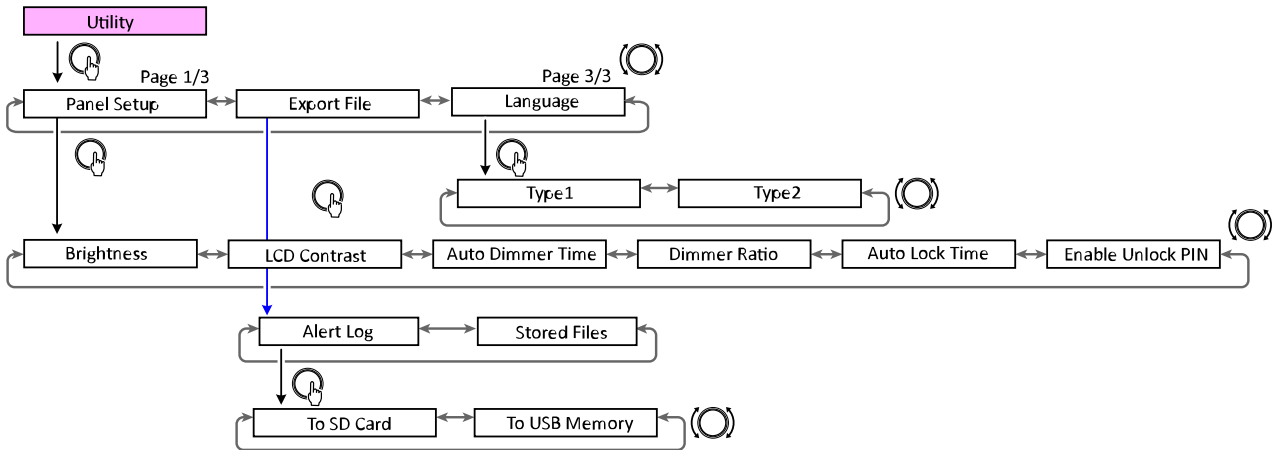 Utility
Page 1/3
Page 3/3
Panel Setup
Export File
Language
Type1
Type2
Brightness
LCD Contrast
Auto Dimmer Time
Dimmer Ratio
Auto Lock Time
Enable Unlock PIN
Alert Log
Stored Files
To SD Card
To USB Memory